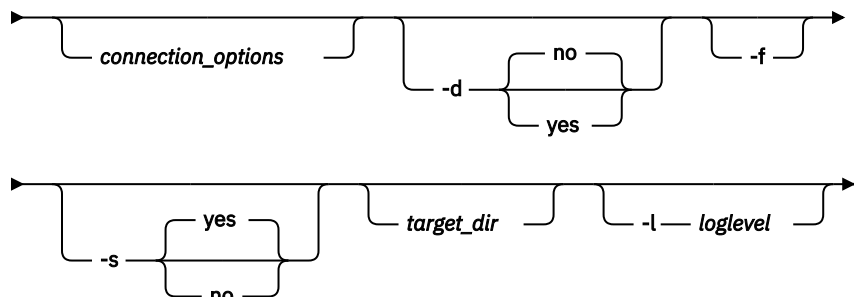 no
connection_options
-d
-f
yes
yes
target_dir
-l loglevel
-s
no